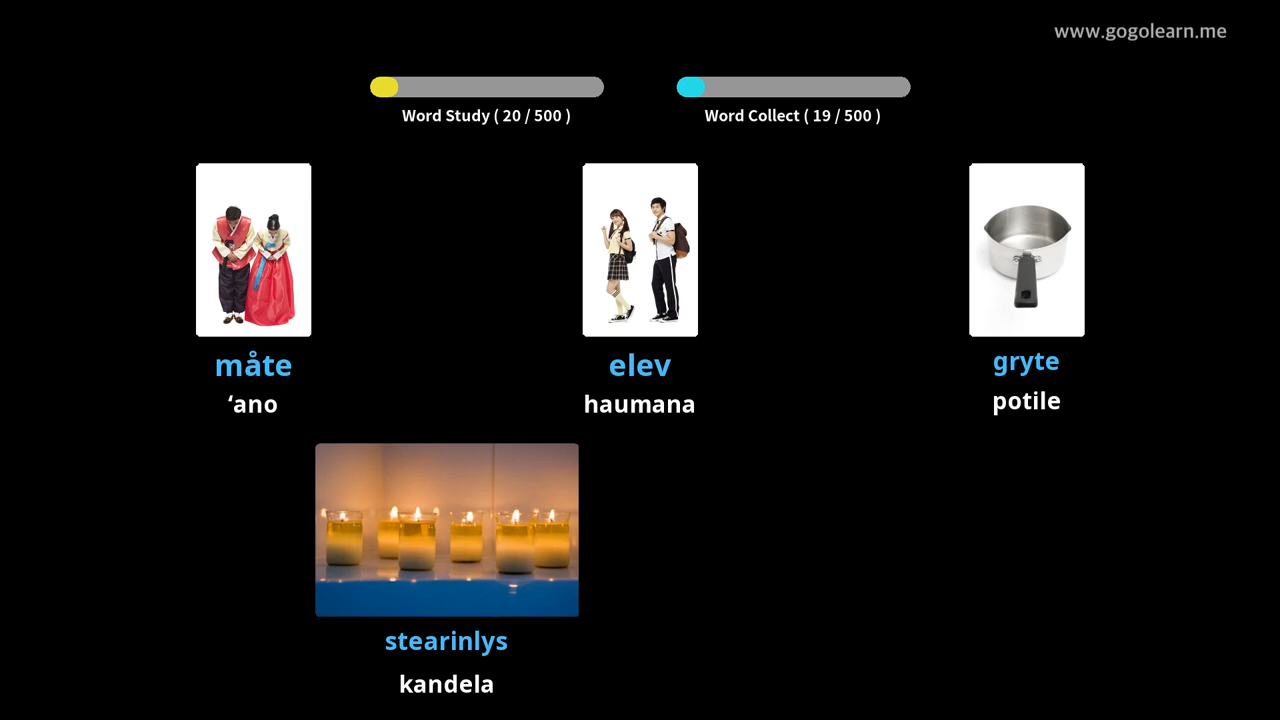 www.gogolearn.me
Word Study ( 20 / 500 )
Word Collect ( 19 / 500 )
måte
ʻano
elev
haumana
gryte
potile
stearinlys
kandela